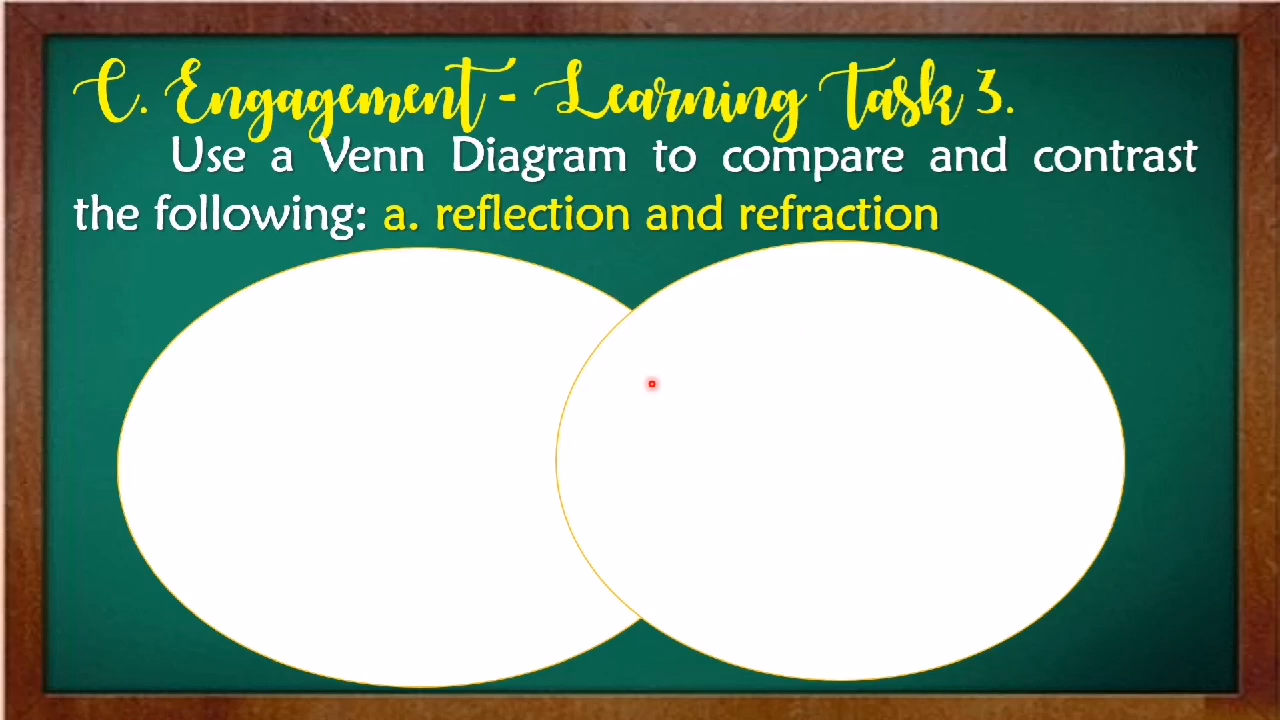 C. Engagement - Learning Task 3.
Use a Venn Diagram to compare and contrast
the following: a. reflection and refraction